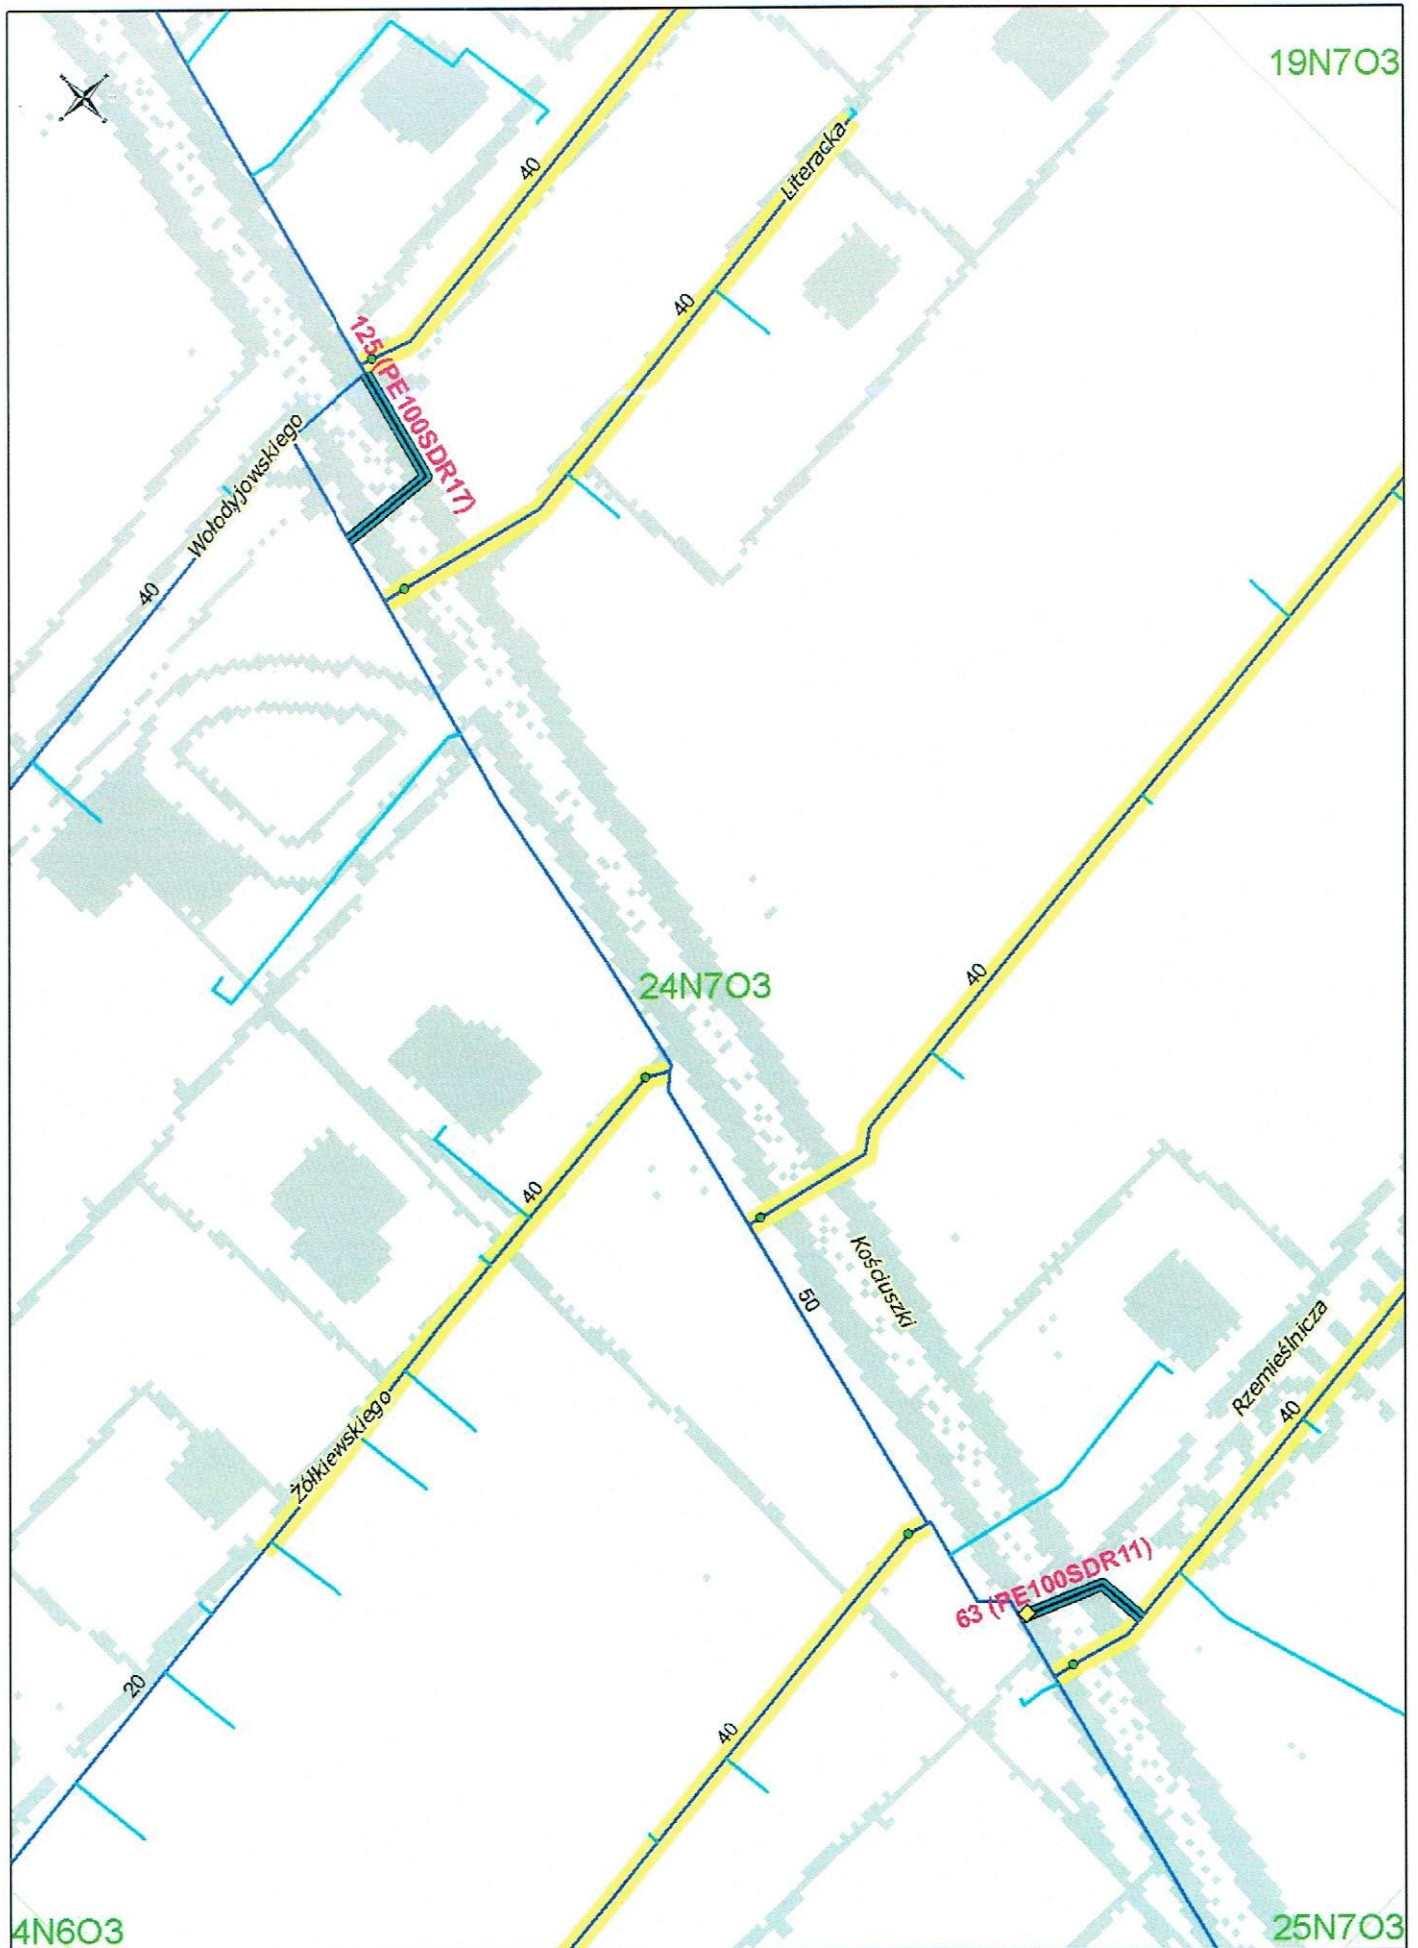 19N7O3
40
Literacka
40
125 (PE100SDR17)
Wołodyjowskiego
40
24N7O3
40
40
Kościuszki
50
Rzemieślnicza
40
Żółkiewskiego
63 (PE100SDR11)
20
40
4N6O3
25N7O3